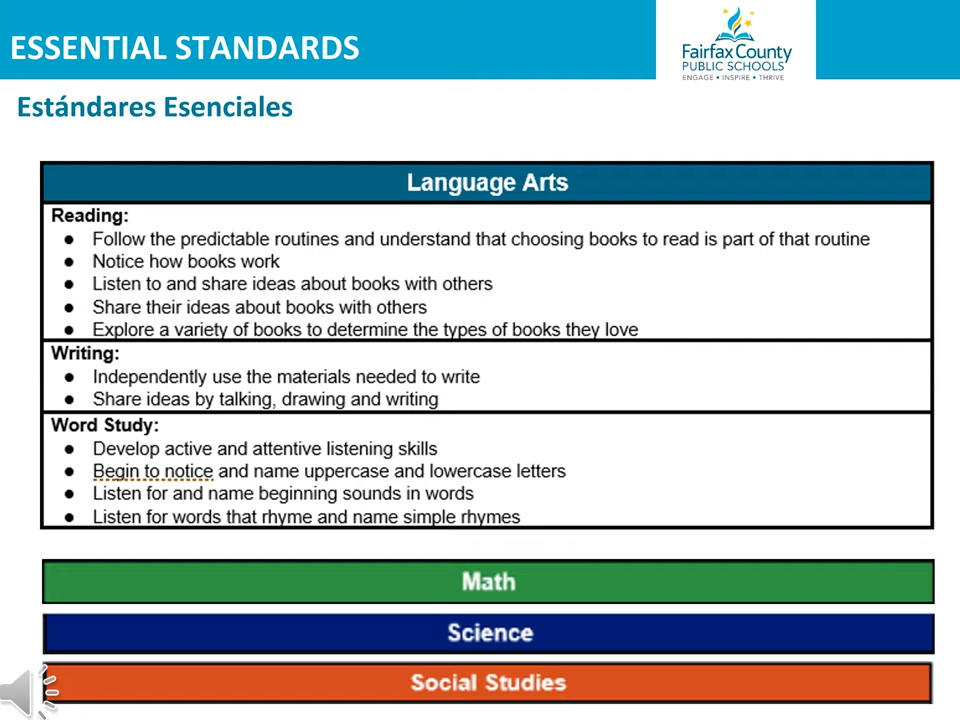 ESSENTIAL STANDARDS
Fairfax County
PUBLIC SCHOOLS
ENGAGE • INSPIRE • THRIVE
Estándares Esenciales
Language Arts
Reading:
● Follow the predictable routines and understand that choosing books to read is part of that routine
● Notice how books work
● Listen to and share ideas about books with others
● Share their ideas about books with others
● Explore a variety of books to determine the types of books they love
Writing:
● Independently use the materials needed to write
● Share ideas by talking, drawing and writing
Word Study:
● Develop active and attentive listening skills
● Begin to notice and name uppercase and lowercase letters
● Listen for and name beginning sounds in words
● Listen for words that rhyme and name simple rhymes
Math
Science
Social Studies